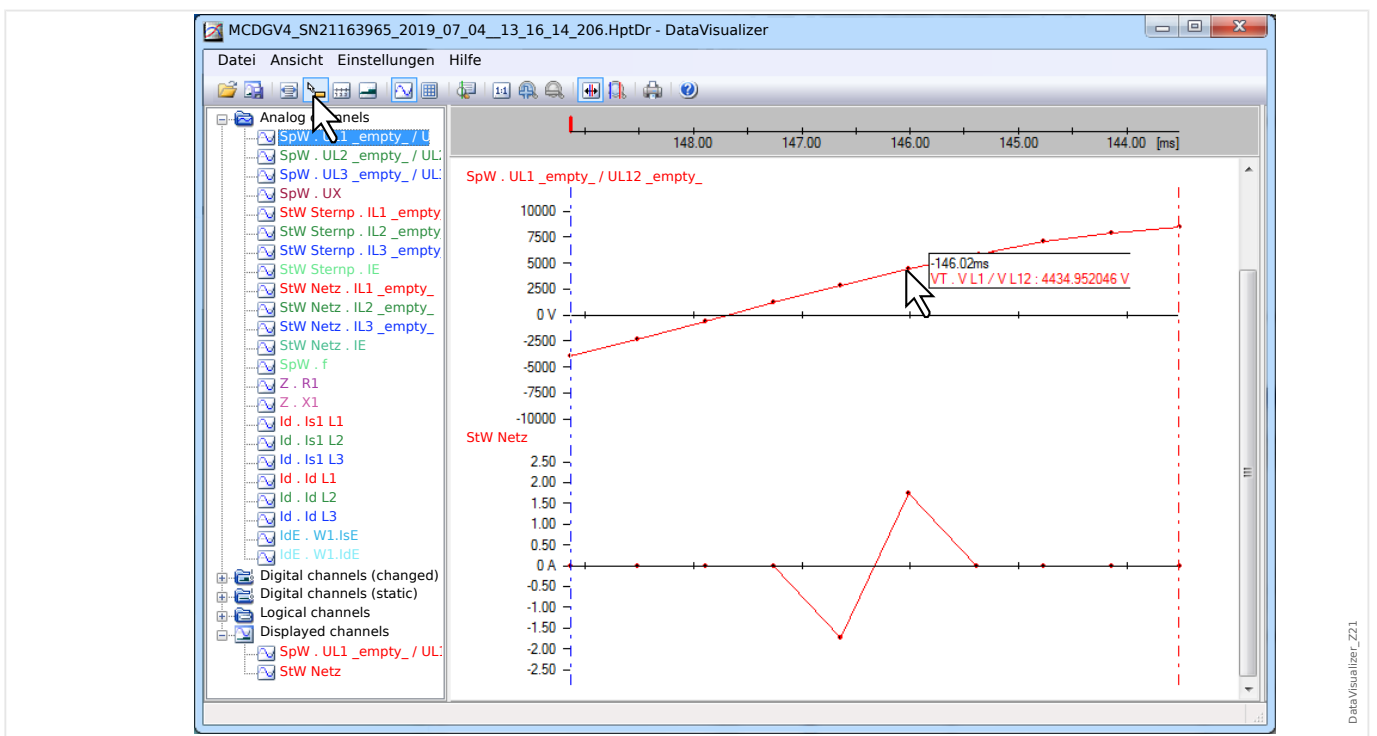 MCDGV4_SN21163965_2019_07_04__13_16_14_206.HptDr - DataVisualizer
Datei Ansicht Einstellungen Hilfe
1:1
Analog nnels
SpW . UL1 _empty_ / U
SpW . UL2 _empty_ / UL
SpW . UL3 _empty_ / UL
SpW . UX
StW Sternp . IL1 _empty
StW Sternp . IL2 _empty
StW Sternp . IL3 _empty
StW Sternp . IE
StW Netz . IL1 _empty_
StW Netz . IL2 _empty_
StW Netz . IL3 _empty_
StW Netz . IE
SpW . f
Z . R1
Z . X1
Id . Is1 L1
Id . Is1 L2
Id . Is1 L3
Id . Id L1
Id . Id L2
Id . Id L3
IdE . W1.IsE
IdE . W1.IdE
Digital channels (changed)
Digital channels (static)
Logical channels
Displayed channels
SpW . UL1 _empty_ / UL
StW Netz
148.00 147.00 146.00 145.00 144.00 [ms]
SpW . UL1 _empty_ / UL12 _empty_
10000
7500
5000
2500
0 V
-2500
-5000
-7500
-10000
-146.02ms
VT . V L1 / V L12 : 4434.952046 V
StW Netz
2.50
2.00
1.50
1.00
0.50
0 A
-0.50
-1.00
-1.50
-2.00
-2.50
DataVisualizer_Z21